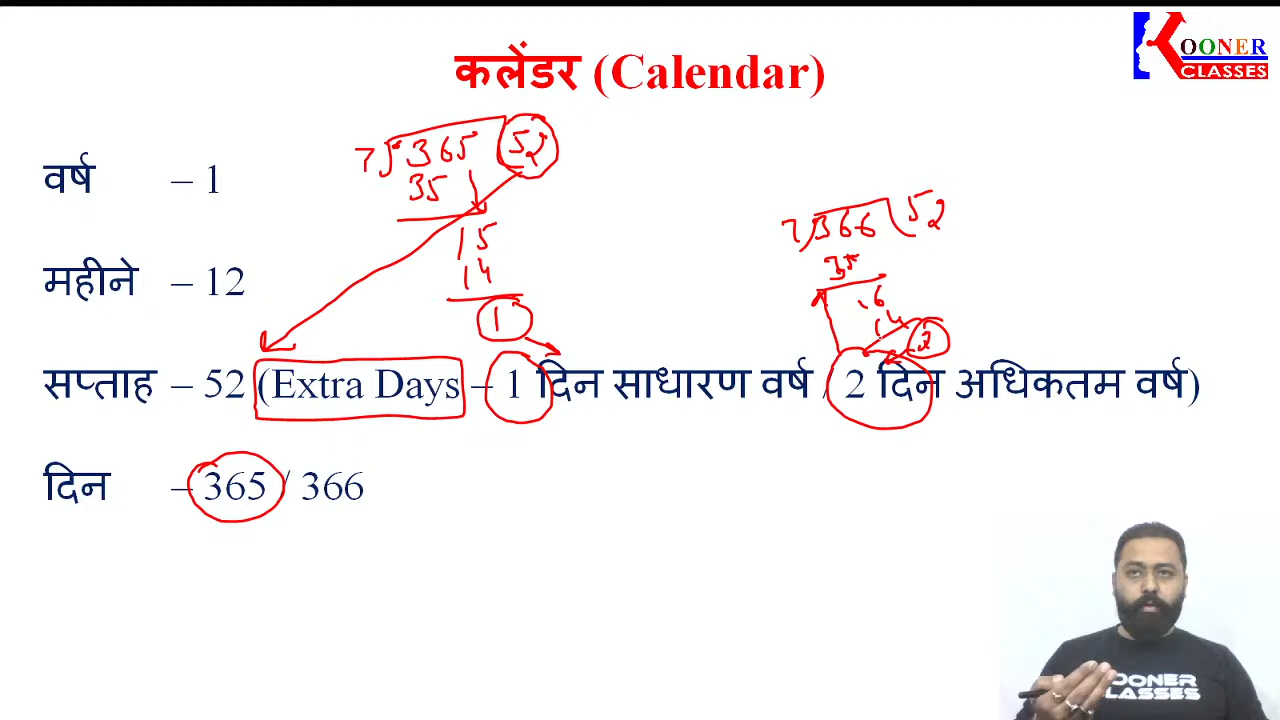 कलेंडर (Calendar)
KOONER
CLASSES
7)365(52
35
15
14
1
वर्ष – 1
7)366(52
35
16
14
2
महीने – 12
सप्ताह – 52 (Extra Days – 1 दिन साधारण वर्ष / 2 दिन अधिकतम वर्ष)
दिन – 365 / 366
KOONER
CLASSES